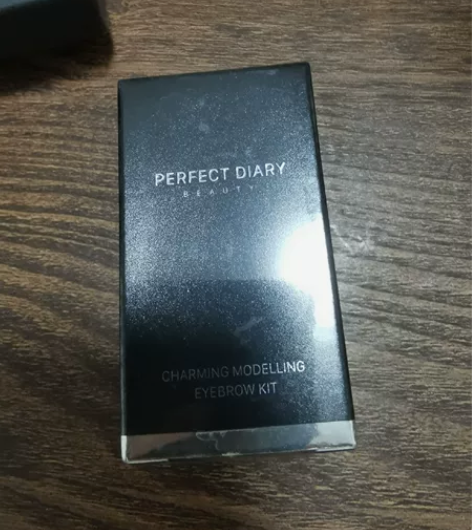 PERFECT DIARY
BEAUTY
CHARMING MODELLING
EYEBROW KIT